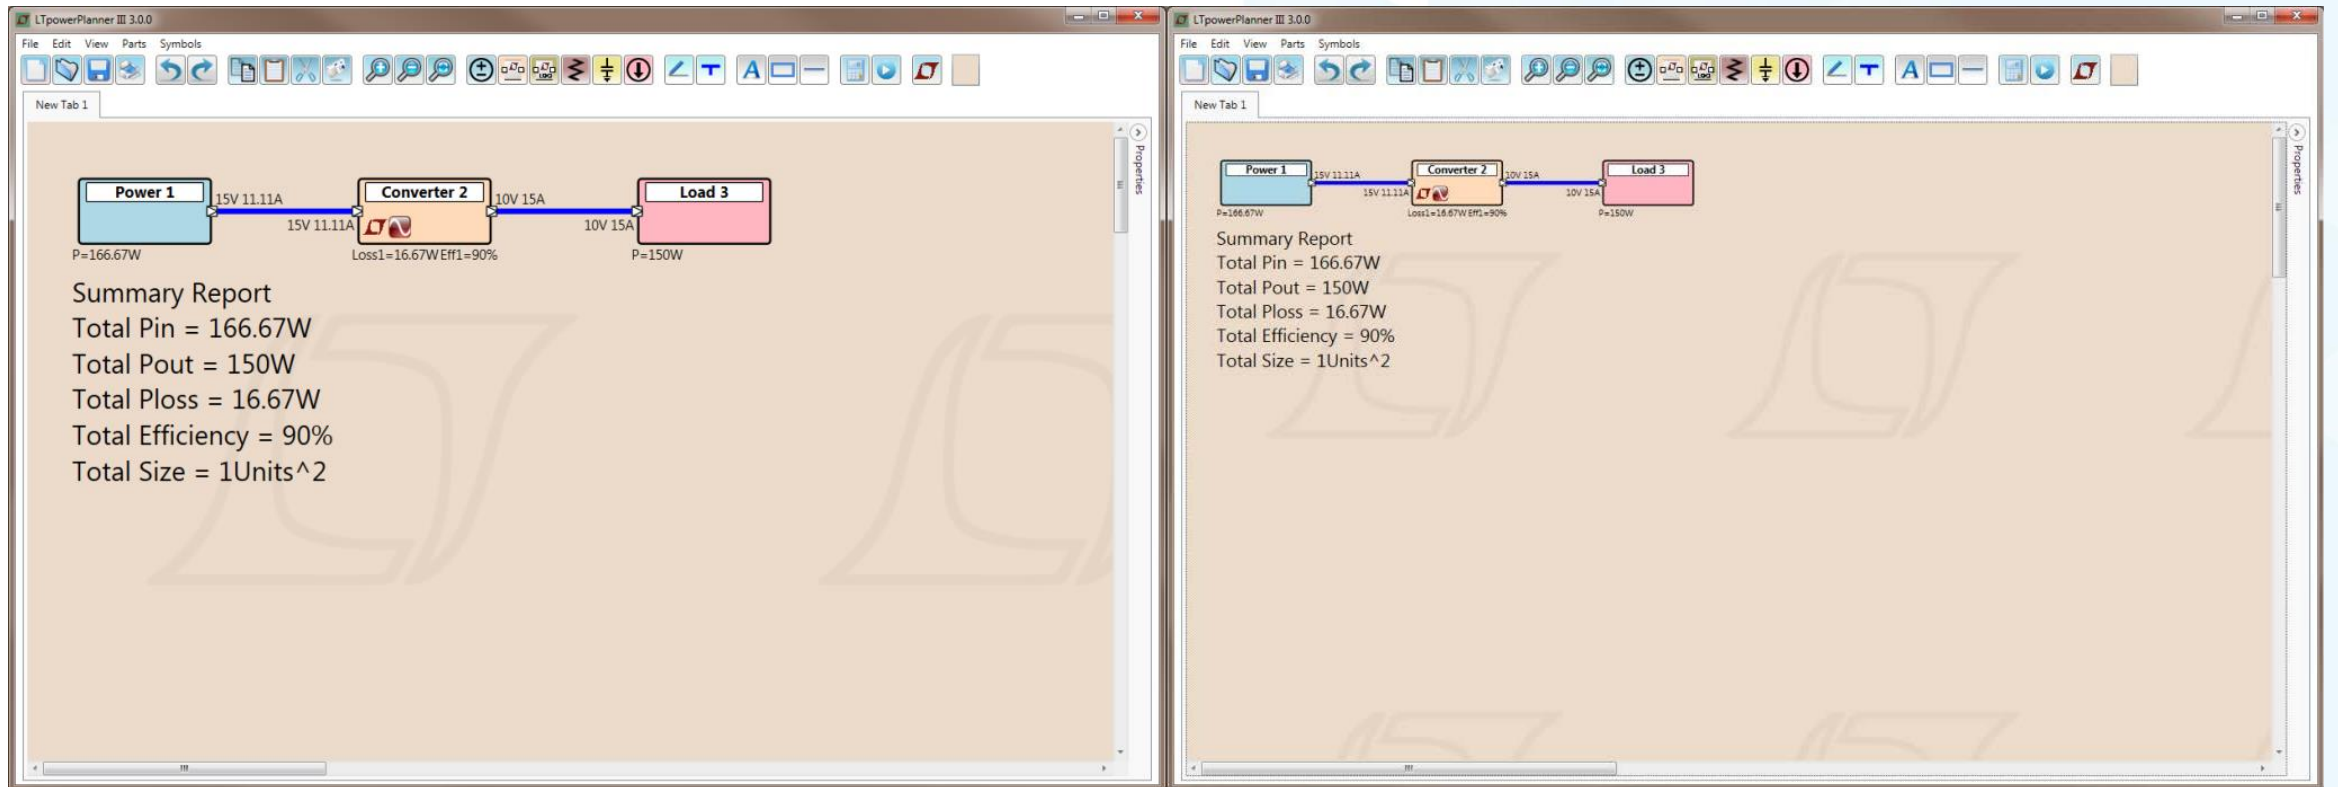 LTpowerPlanner III 3.0.0
File Edit View Parts Symbols
New Tab 1
Properties
Power 1
15V 11.11A
15V 11.11A
Converter 2
10V 15A
10V 15A
Load 3
P=166.67W
Loss1=16.67W Eff1=90%
P=150W
Summary Report
Total Pin = 166.67W
Total Pout = 150W
Total Ploss = 16.67W
Total Efficiency = 90%
Total Size = 1Units^2
LTpowerPlanner III 3.0.0
File Edit View Parts Symbols
New Tab 1
Properties
Power 1
15V 11.11A
15V 11.11A
Converter 2
10V 15A
10V 15A
Load 3
P=166.67W
Loss1=16.67W Eff1=90%
P=150W
Summary Report
Total Pin = 166.67W
Total Pout = 150W
Total Ploss = 16.67W
Total Efficiency = 90%
Total Size = 1Units^2